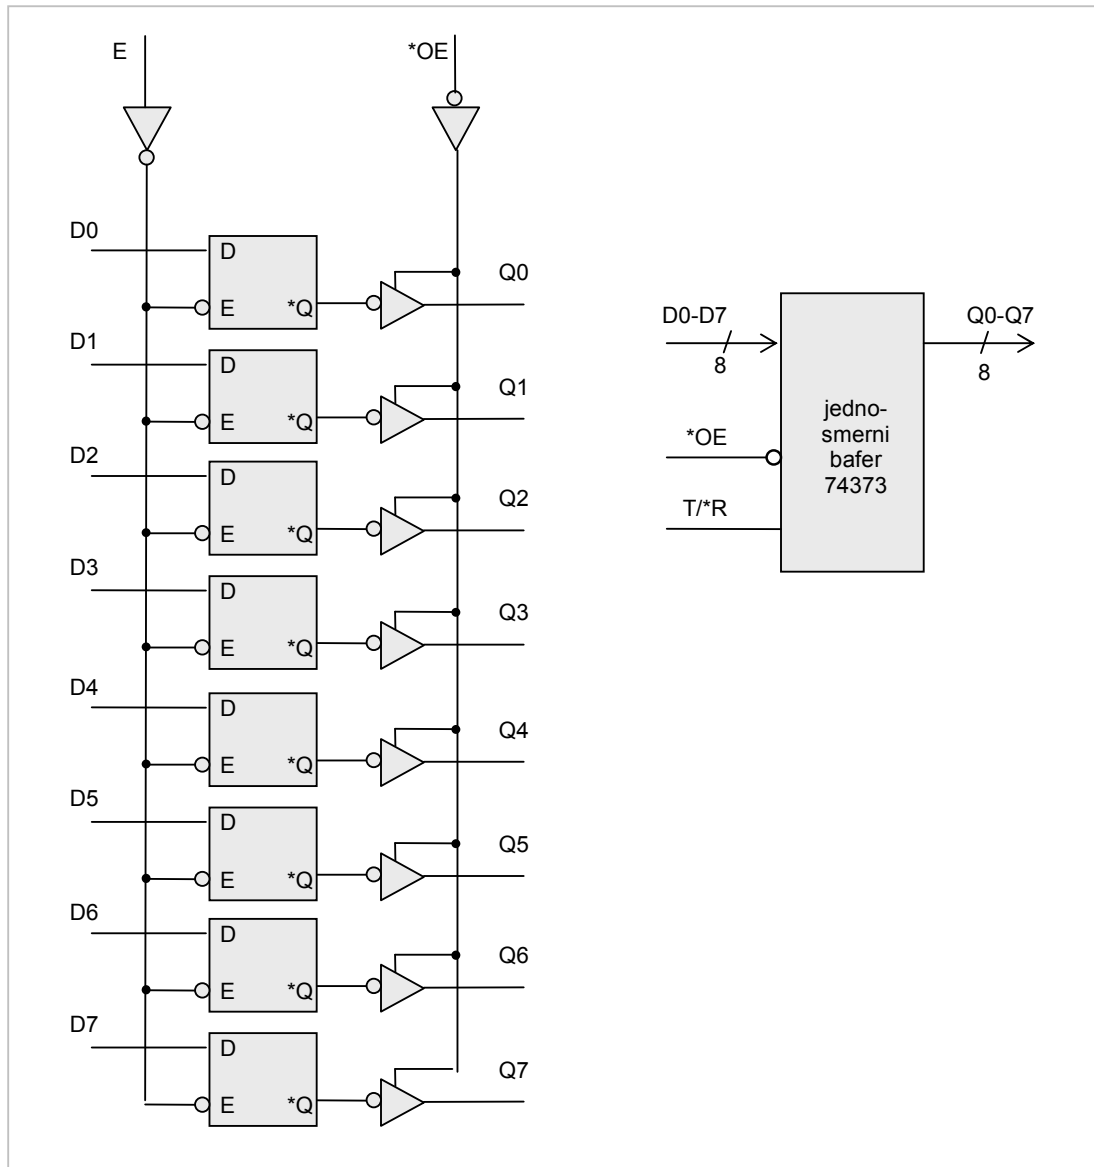 E
*OE
D0
D
E
*Q
Q0
D1
D
E
*Q
Q1
D2
D
E
*Q
Q2
D3
D
E
*Q
Q3
D4
D
E
*Q
Q4
D5
D
E
*Q
Q5
D6
D
E
*Q
Q6
D7
D
E
*Q
Q7
D0-D7
8
Q0-Q7
8
*OE
T/*R
jedno-
smerni
bafer
74373